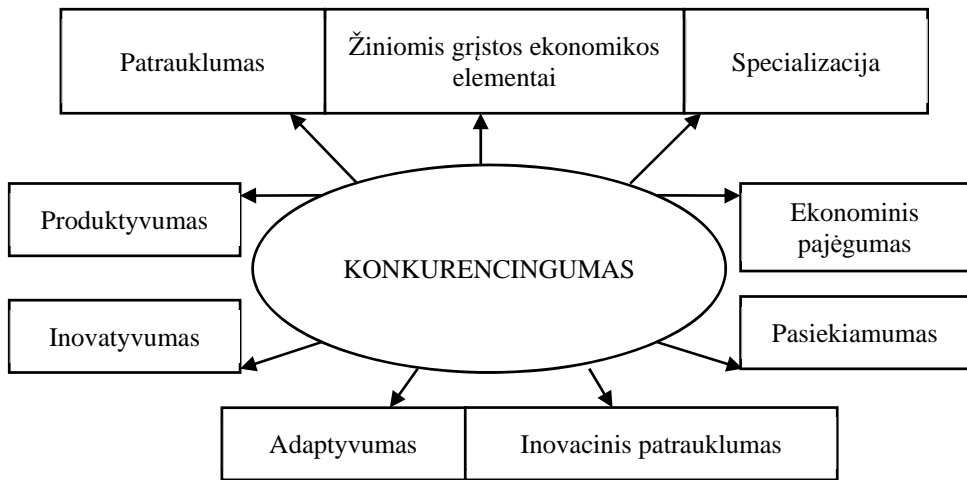 Patrauklumas
Žiniomis grįstos ekonomikos
elementai
Specializacija
Produktyvumas
Ekonominis
pajėgumas
KONKURENCINGUMAS
Inovatyvumas
Pasiekiamumas
Adaptyvumas
Inovacinis patrauklumas